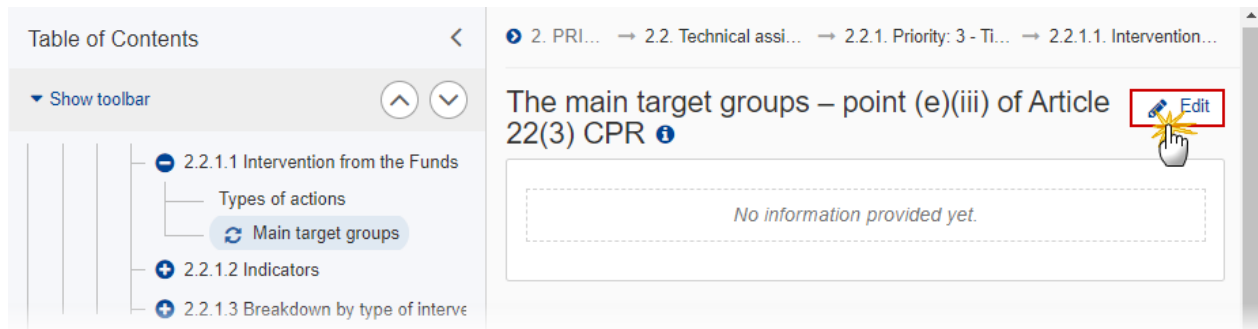 Table of Contents
Show toolbar
2.2.1.1 Intervention from the Funds
Types of actions
Main target groups
2.2.1.2 Indicators
2.2.1.3 Breakdown by type of interve
2. PRI... → 2.2. Technical assi... → 2.2.1. Priority: 3 - Ti... → 2.2.1.1. Intervention...
The main target groups – point (e)(iii) of Article
22(3) CPR
Edit
No information provided yet.